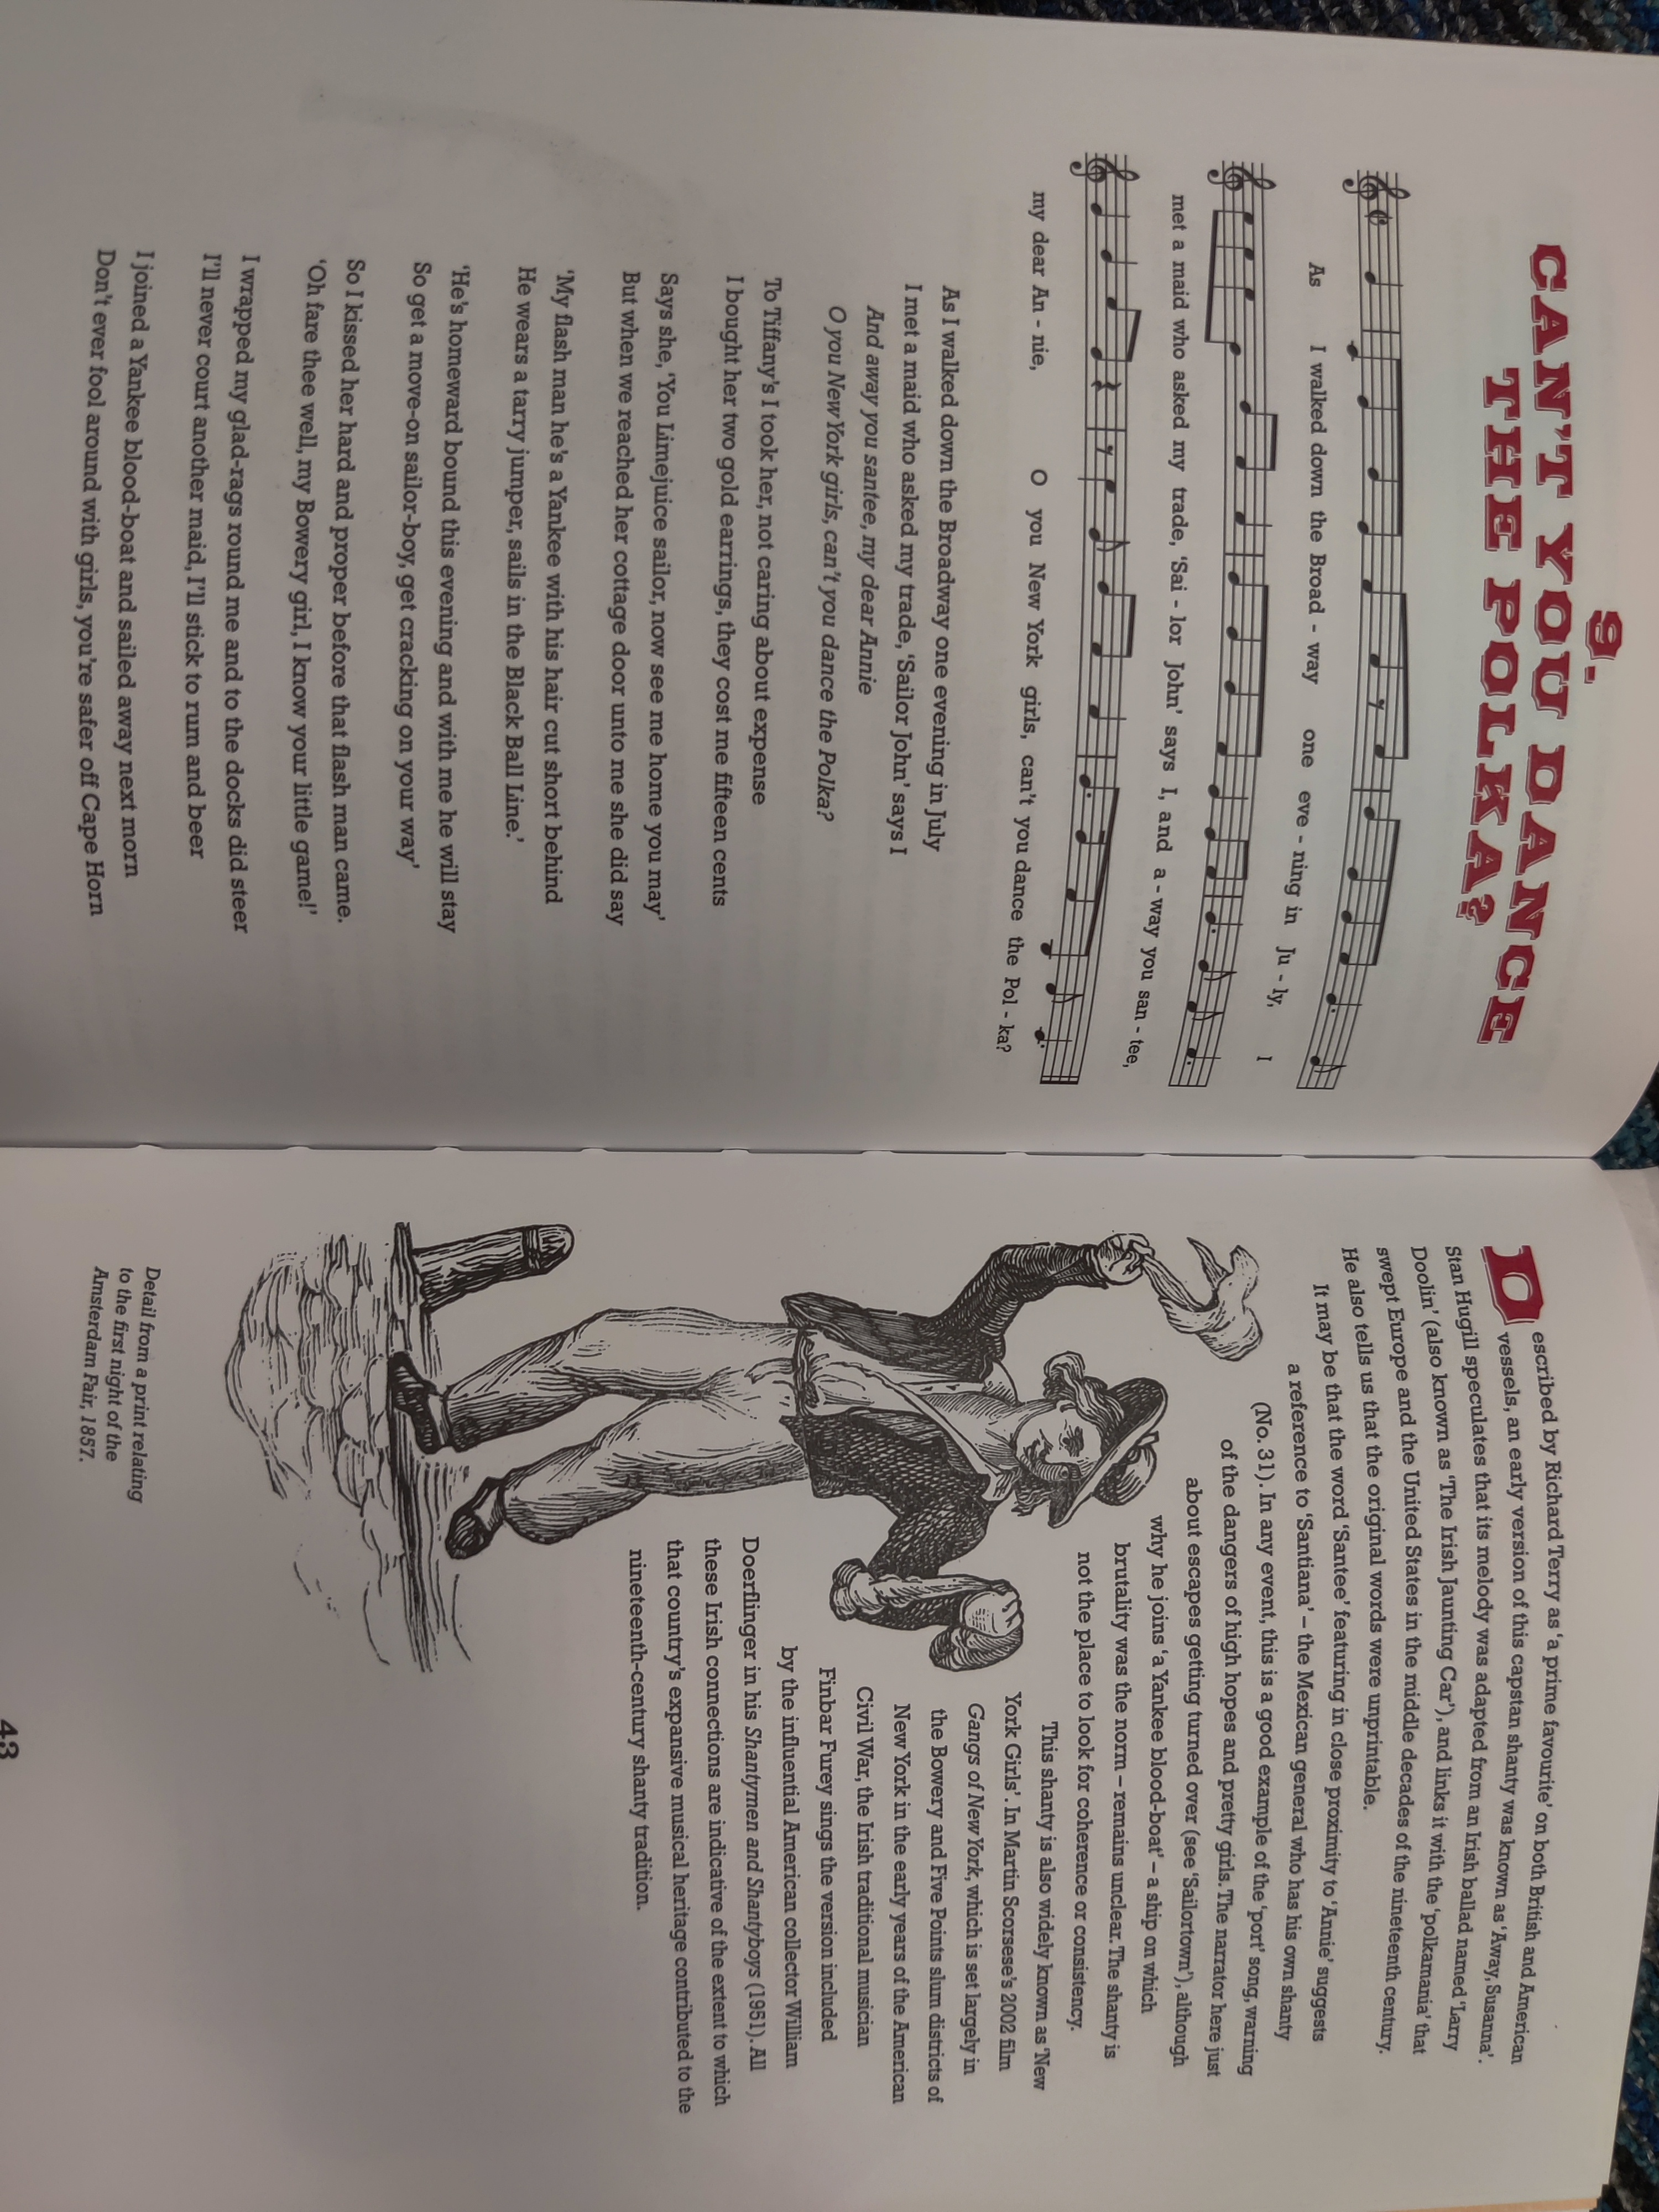 9.
CAN'T YOU DANCE
THE POLKA?
As I walked down the Broad - way one eve - ning in Ju - ly, I
met a maid who asked my trade, 'Sai - lor John' says I, and a - way you san - tee,
my dear An - nie, O you New York girls, can't you dance the Pol - ka?
As I walked down the Broadway one evening in July
I met a maid who asked my trade, 'Sailor John' says I
And away you santee, my dear Annie
O you New York girls, can't you dance the Polka?
To Tiffany's I took her, not caring about expense
I bought her two gold earrings, they cost me fifteen cents
Says she, 'You Limejuice sailor, now see me home you may'
But when we reached her cottage door unto me she did say
'My flash man he's a Yankee with his hair cut short behind
He wears a tarry jumper, sails in the Black Ball Line.'
'He's homeward bound this evening and with me he will stay
So get a move-on sailor-boy, get cracking on your way'
So I kissed her hard and proper before that flash man came.
'Oh fare thee well, my Bowery girl, I know your little game!'
I wrapped my glad-rags round me and to the docks did steer
I'll never court another maid, I'll stick to rum and beer
I joined a Yankee blood-boat and sailed away next morn
Don't ever fool around with girls, you're safer off Cape Horn
Described by Richard Terry as 'a prime favourite' on both British and American
vessels, an early version of this capstan shanty was known as 'Away, Susanna'.
Stan Hugill speculates that its melody was adapted from an Irish ballad named 'Larry
Doolin' (also known as 'The Irish Jaunting Car'), and links it with the 'polkamania' that
swept Europe and the United States in the middle decades of the nineteenth century.
He also tells us that the original words were unprintable.
It may be that the word 'Santee' featuring in close proximity to 'Annie' suggests
a reference to 'Santiana' – the Mexican general who has his own shanty
(No. 31). In any event, this is a good example of the 'port' song, warning
of the dangers of high hopes and pretty girls. The narrator here just
about escapes getting turned over (see 'Sailortown'), although
why he joins 'a Yankee blood-boat' – a ship on which
brutality was the norm – remains unclear. The shanty is
not the place to look for coherence or consistency.
This shanty is also widely known as 'New
York Girls'. In Martin Scorsese's 2002 film
Gangs of New York, which is set largely in
the Bowery and Five Points slum districts of
New York in the early years of the American
Civil War, the Irish traditional musician
Finbar Furey sings the version included
by the influential American collector William
Doerflinger in his Shantymen and Shantyboys (1951). All
these Irish connections are indicative of the extent to which
that country's expansive musical heritage contributed to the
nineteenth-century shanty tradition.
Detail from a print relating
to the first night of the
Amsterdam Fair, 1857.
43